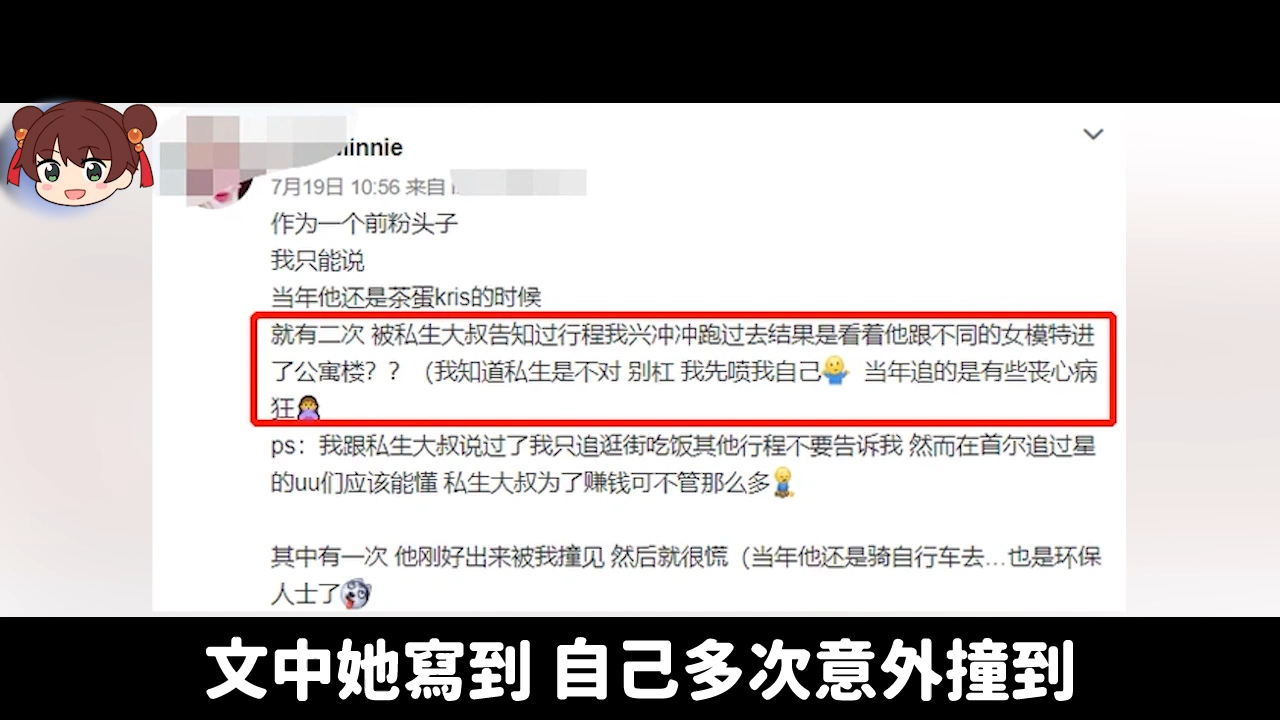 innie
7月19日 10:56 来自
作为一个前粉头子
我只能说
当年他还是茶蛋kris的时候
就有二次 被私生大叔告知过行程我兴冲冲跑过去结果是看着他跟不同的女模特进
了公寓楼？？（我知道私生是不对 别杠 我先喷我自己🤷 当年追的是有些丧心病
狂
ps：我跟私生大叔说过了我只追逛街吃饭其他行程不要告诉我 然而在首尔追过星
的uu们应该能懂 私生大叔为了赚钱可不管那么多
其中有一次 他刚好出来被我撞见 然后就很慌（当年他还是骑自行车去...也是环保
人士了
文中她寫到 自己多次意外撞到